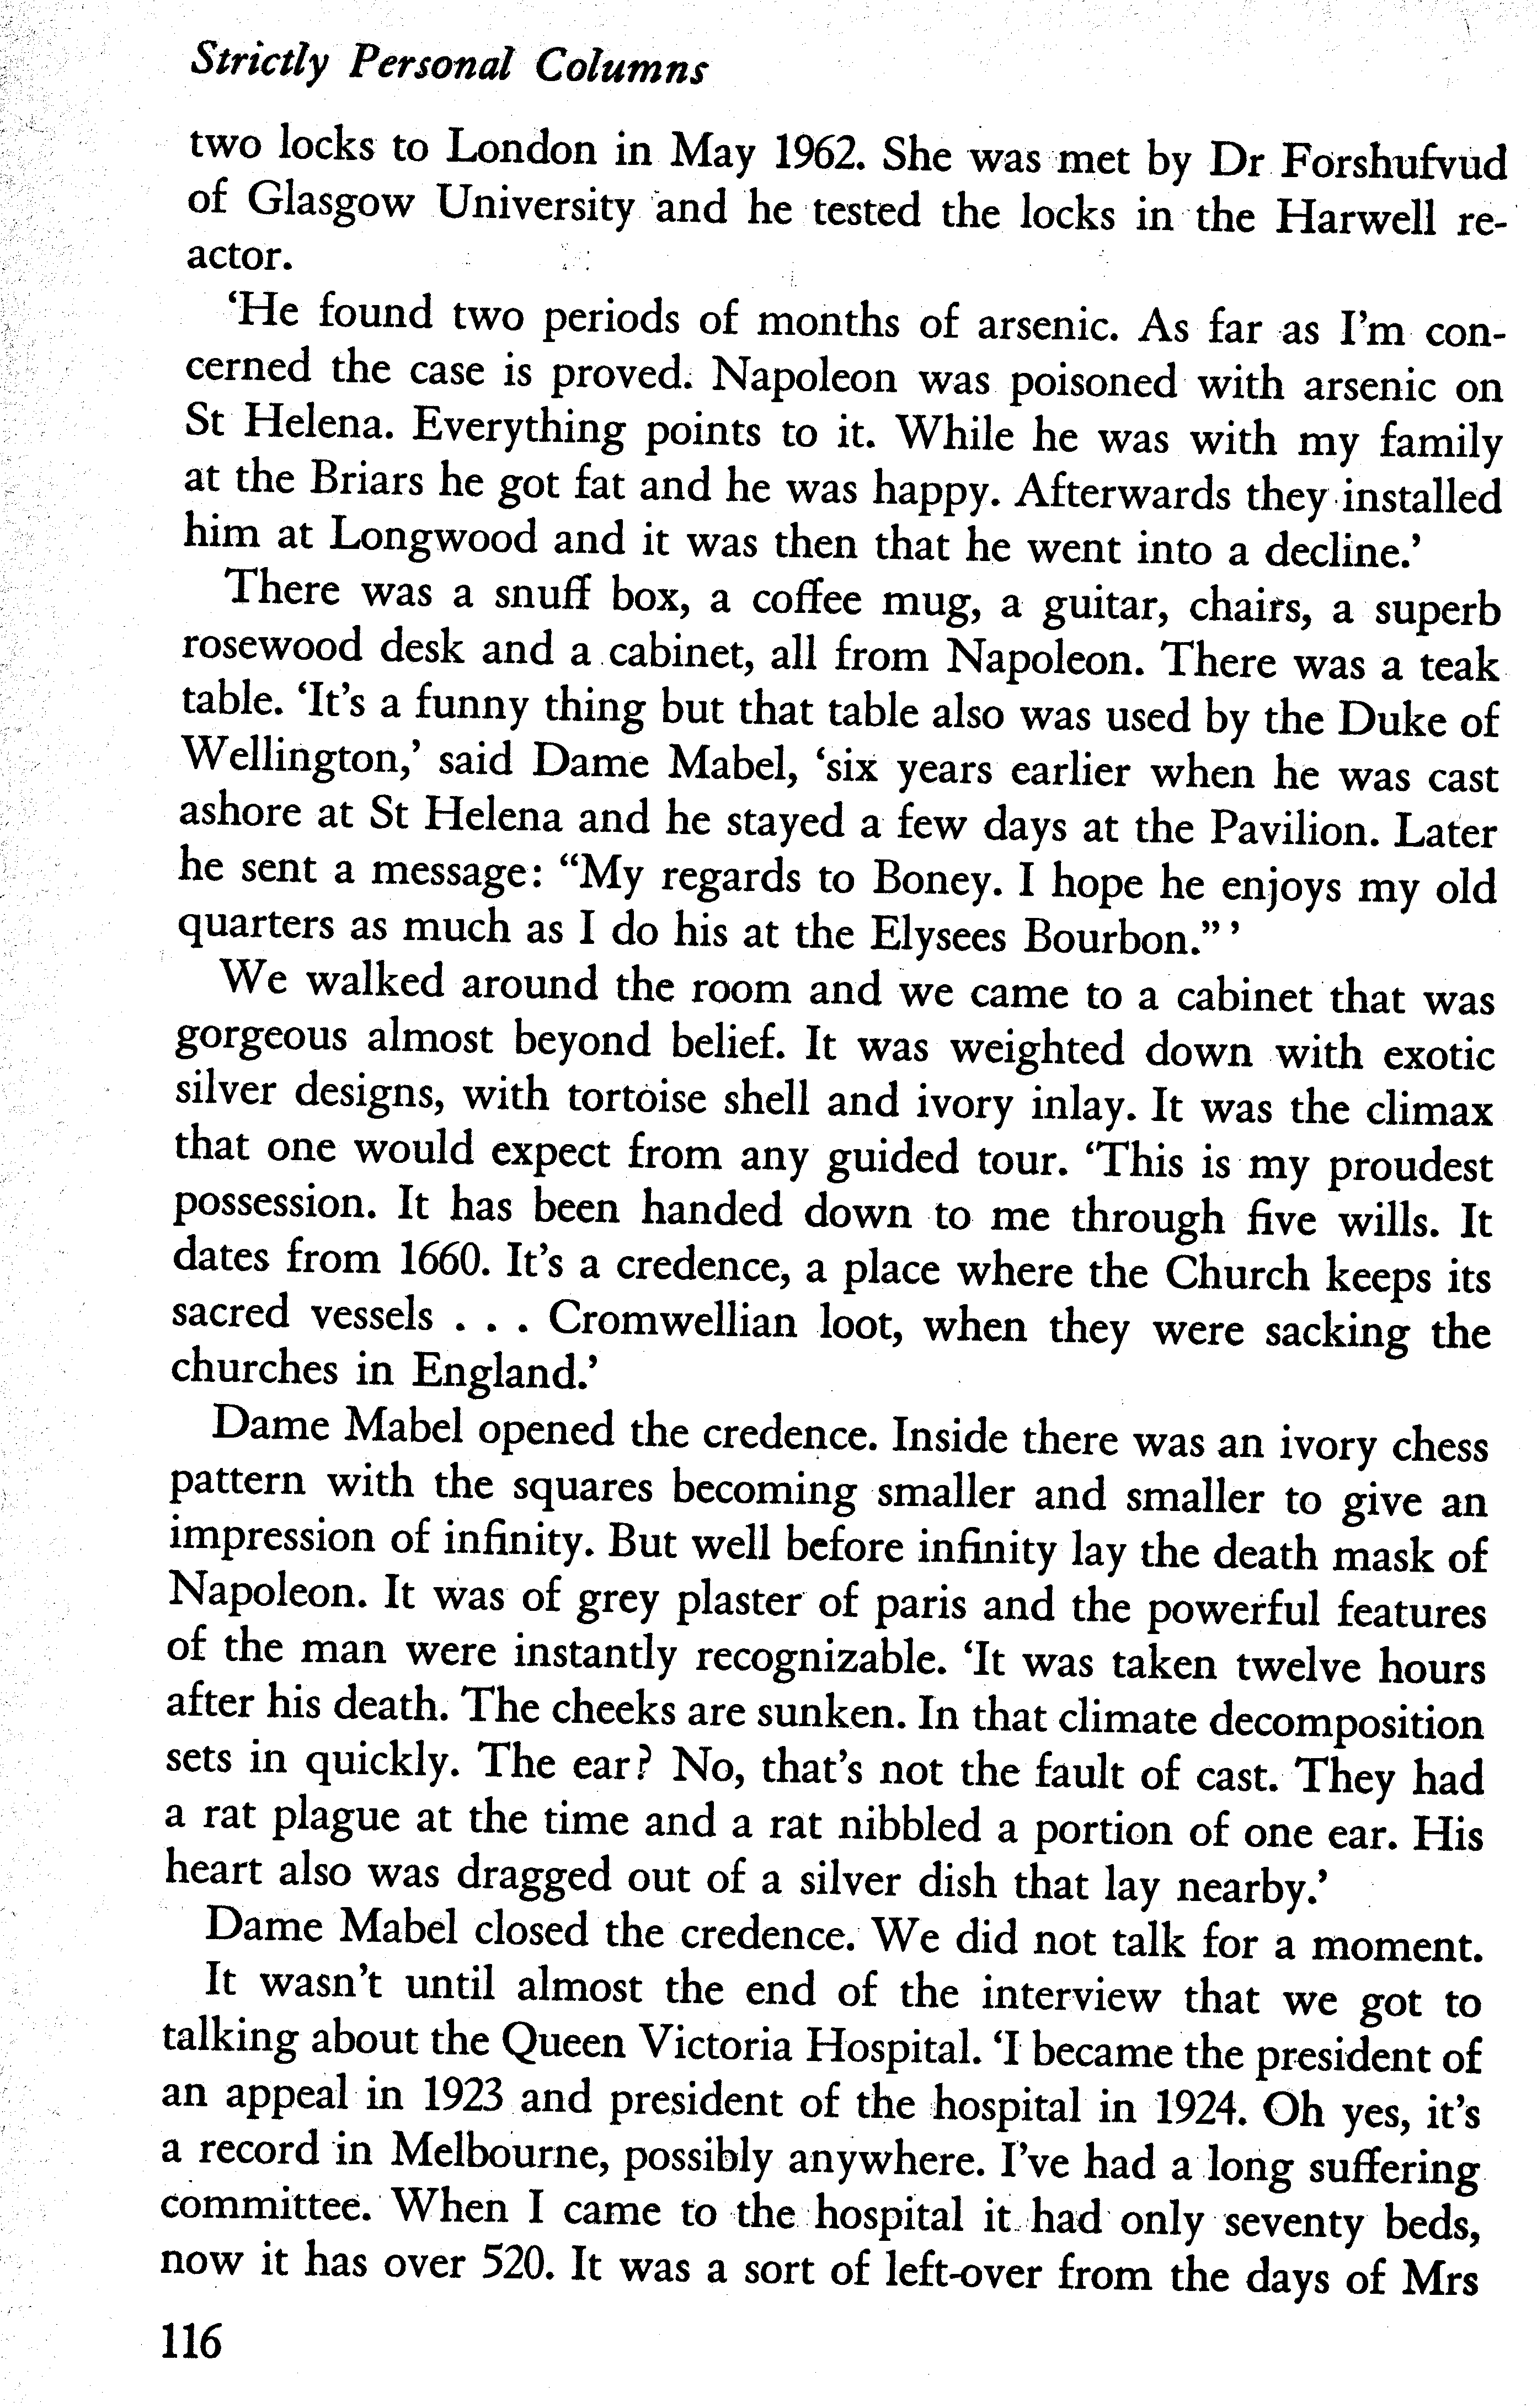 Strictly Personal Columns
two locks to London in May 1962. She was met by Dr Forshufvud
of Glasgow University and he tested the locks in the Harwell re-
actor.
‘He found two periods of months of arsenic. As far as I’m con-
cerned the case is proved. Napoleon was poisoned with arsenic on
St Helena. Everything points to it. While he was with my family
at the Briars he got fat and he was happy. Afterwards they installed
him at Longwood and it was then that he went into a decline.’
There was a snuff box, a coffee mug, a guitar, chairs, a superb
rosewood desk and a cabinet, all from Napoleon. There was a teak
table. ‘It’s a funny thing but that table also was used by the Duke of
Wellington,’ said Dame Mabel, ‘six years earlier when he was cast
ashore at St Helena and he stayed a few days at the Pavilion. Later
he sent a message: “My regards to Boney. I hope he enjoys my old
quarters as much as I do his at the Elysees Bourbon.” ’
We walked around the room and we came to a cabinet that was
gorgeous almost beyond belief. It was weighted down with exotic
silver designs, with tortoise shell and ivory inlay. It was the climax
that one would expect from any guided tour. ‘This is my proudest
possession. It has been handed down to me through five wills. It
dates from 1660. It’s a credence, a place where the Church keeps its
sacred vessels . . . Cromwellian loot, when they were sacking the
churches in England.’
Dame Mabel opened the credence. Inside there was an ivory chess
pattern with the squares becoming smaller and smaller to give an
impression of infinity. But well before infinity lay the death mask of
Napoleon. It was of grey plaster of paris and the powerful features
of the man were instantly recognizable. ‘It was taken twelve hours
after his death. The cheeks are sunken. In that climate decomposition
sets in quickly. The ear? No, that’s not the fault of cast. They had
a rat plague at the time and a rat nibbled a portion of one ear. His
heart also was dragged out of a silver dish that lay nearby.’
Dame Mabel closed the credence. We did not talk for a moment.
It wasn’t until almost the end of the interview that we got to
talking about the Queen Victoria Hospital. ‘I became the president of
an appeal in 1923 and president of the hospital in 1924. Oh yes, it’s
a record in Melbourne, possibly anywhere. I’ve had a long suffering
committee. When I came to the hospital it had only seventy beds,
now it has over 520. It was a sort of left-over from the days of Mrs
116